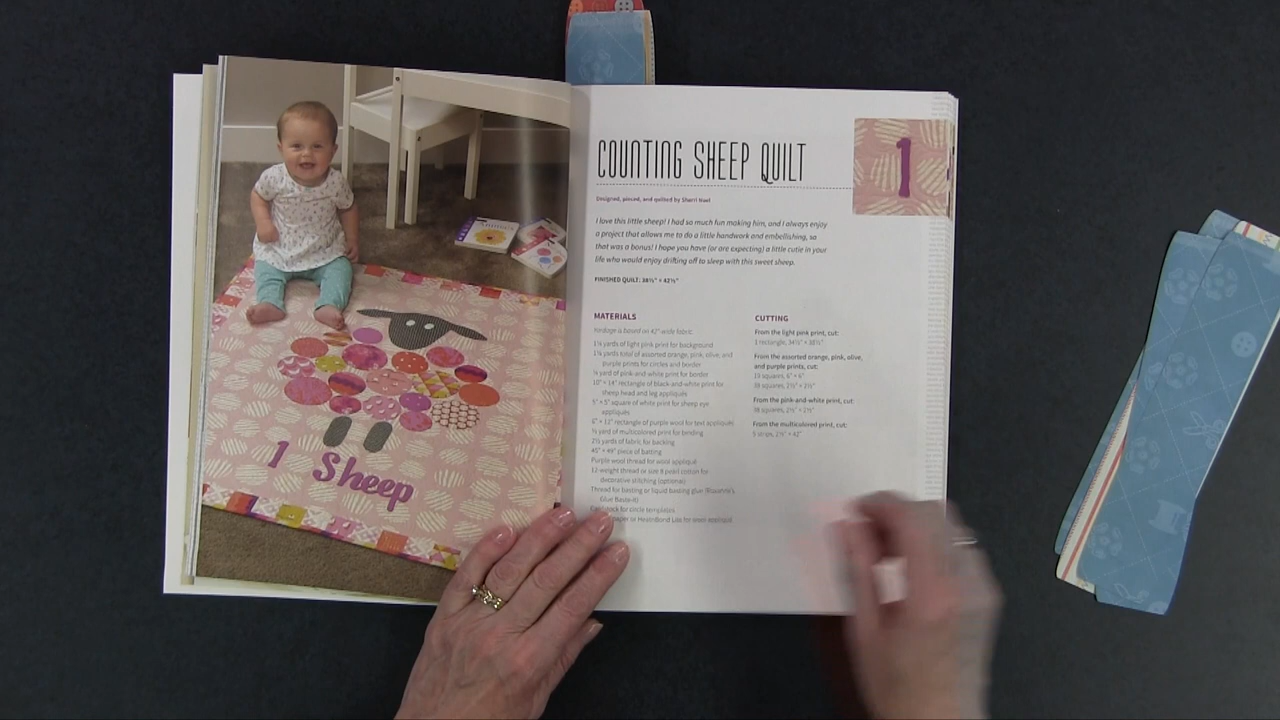 1 Sheep
COUNTING SHEEP QUILT
1
Designed, pieced, and quilted by Sherri Noel
I love this little sheep! I had so much fun making him, and I always enjoy
a project that allows me to do a little handwork and embellishing, so
that was a bonus! I hope you have (or are expecting) a little cutie in your
life who would enjoy drifting off to sleep with this sweet sheep.
FINISHED QUILT: 38½" × 42½"
MATERIALS
Yardage is based on 42"-wide fabric.
yards of light pink print for background
yards total of assorted orange, pink, olive, and
purple prints for circles and border
yard of pink-and-white print for border
10" × 14" rectangle of black-and-white print for
sheep head and leg appliqués
5" × 5" square of white print for sheep eye
appliqués
6" × 12" rectangle of purple wool for text appliqués
yard of multicolored print for binding
yards of fabric for backing
45" × 49" piece of batting
Purple wool thread for wool appliqué
12-weight thread or size 8 pearl cotton for
decorative stitching (optional)
Thread for basting or liquid basting glue (Roxanne's
Glue Baste-It)
Cardstock for circle templates
paper or HeatnBond Lite for wool appliqué
CUTTING
From the light pink print, cut:
1 rectangle, 34½" × 38½"
From the assorted orange, pink, olive,
and purple prints, cut:
squares, 6" × 6"
38 squares, 2½" × 2½"
From the pink-and-white print, cut:
38 squares, 2½" × 2½"
From the multicolored print, cut:
5 strips, 2½" × 42"